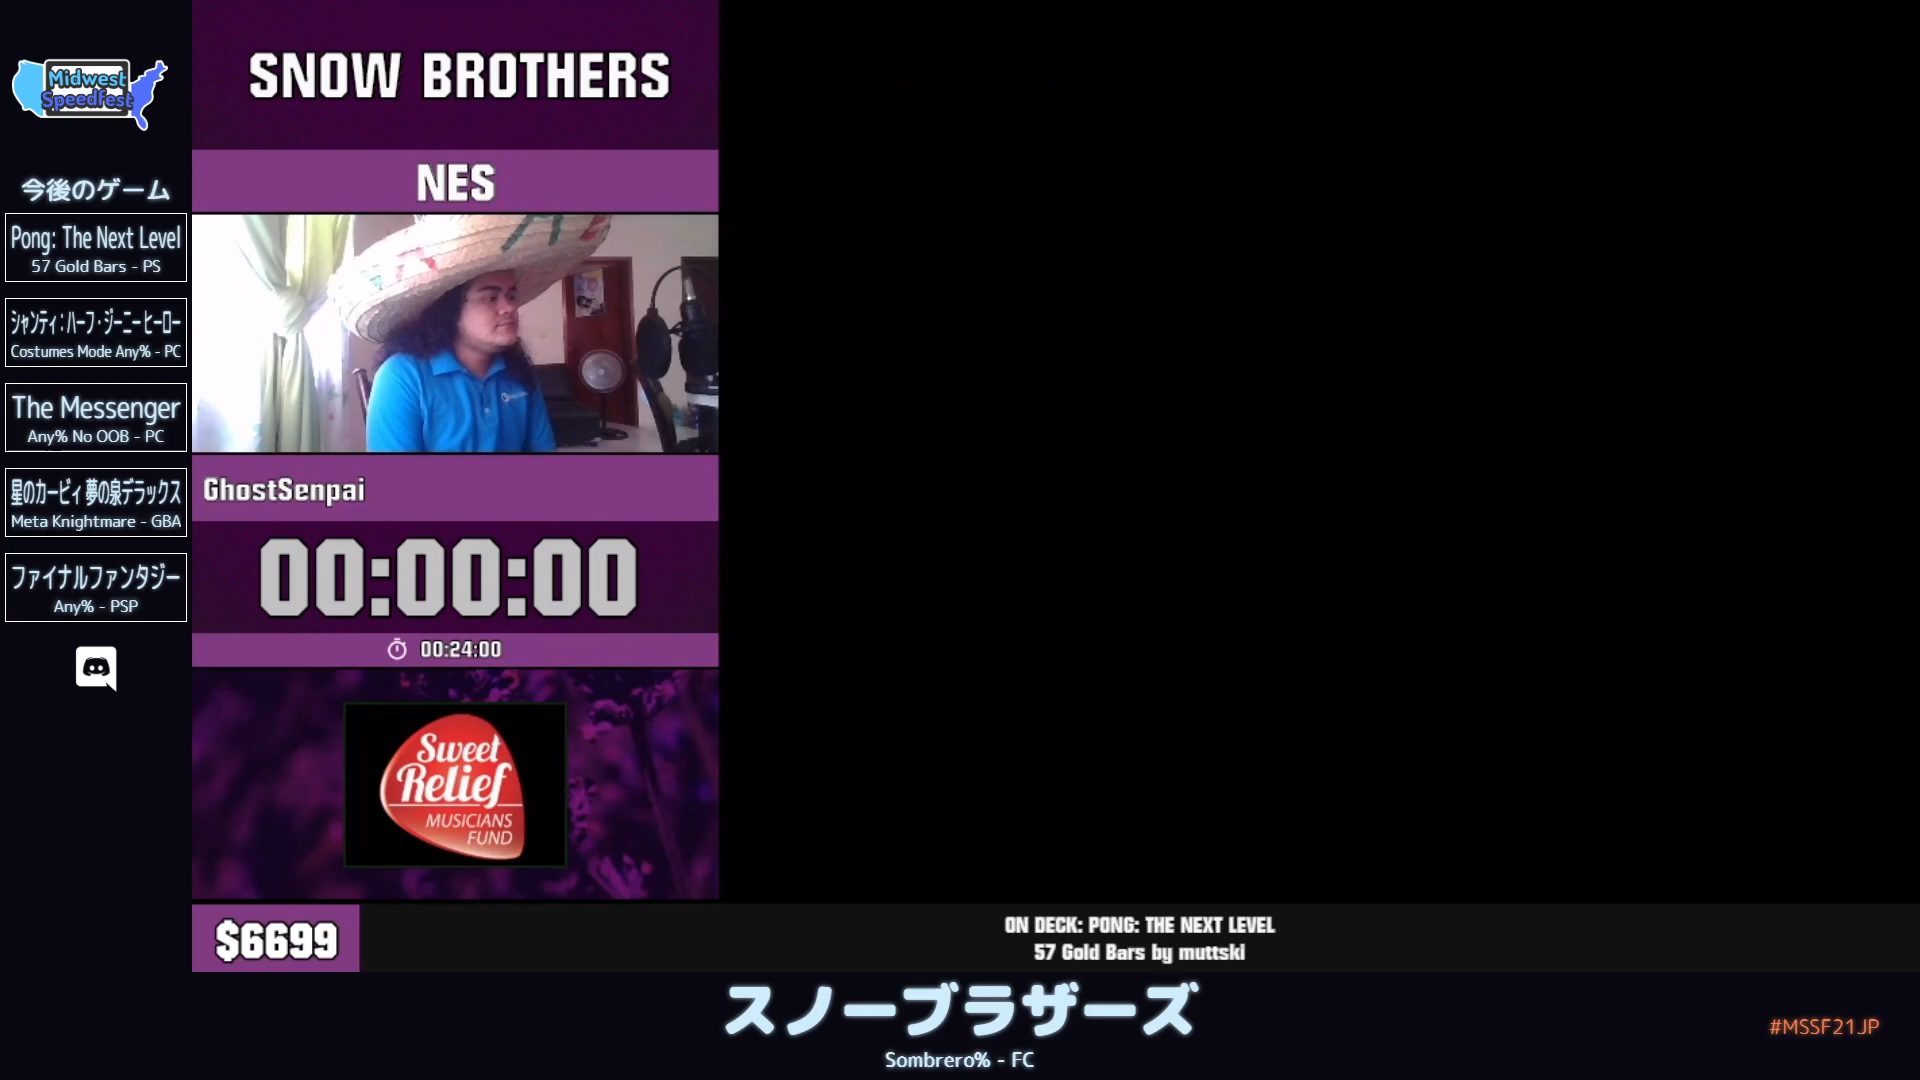 Midwest
Speedfest
今後のゲーム
Pong: The Next Level
57 Gold Bars - PS
シャンティ:ハーフ・ジーニーヒーロー
Costumes Mode Any% - PC
The Messenger
Any% No OOB - PC
星のカービィ 夢の泉デラックス
Meta Knightmare - GBA
ファイナルファンタジー
Any% - PSP
SNOW BROTHERS
NES
GhostSenpai
00:00:00
00:24:00
Sweet
Relief
MUSICIANS
FUND
$6699
ON DECK: PONG: THE NEXT LEVEL
57 Gold Bars by muttski
スノーブラザーズ
Sombrero% - FC
#MSSF21JP